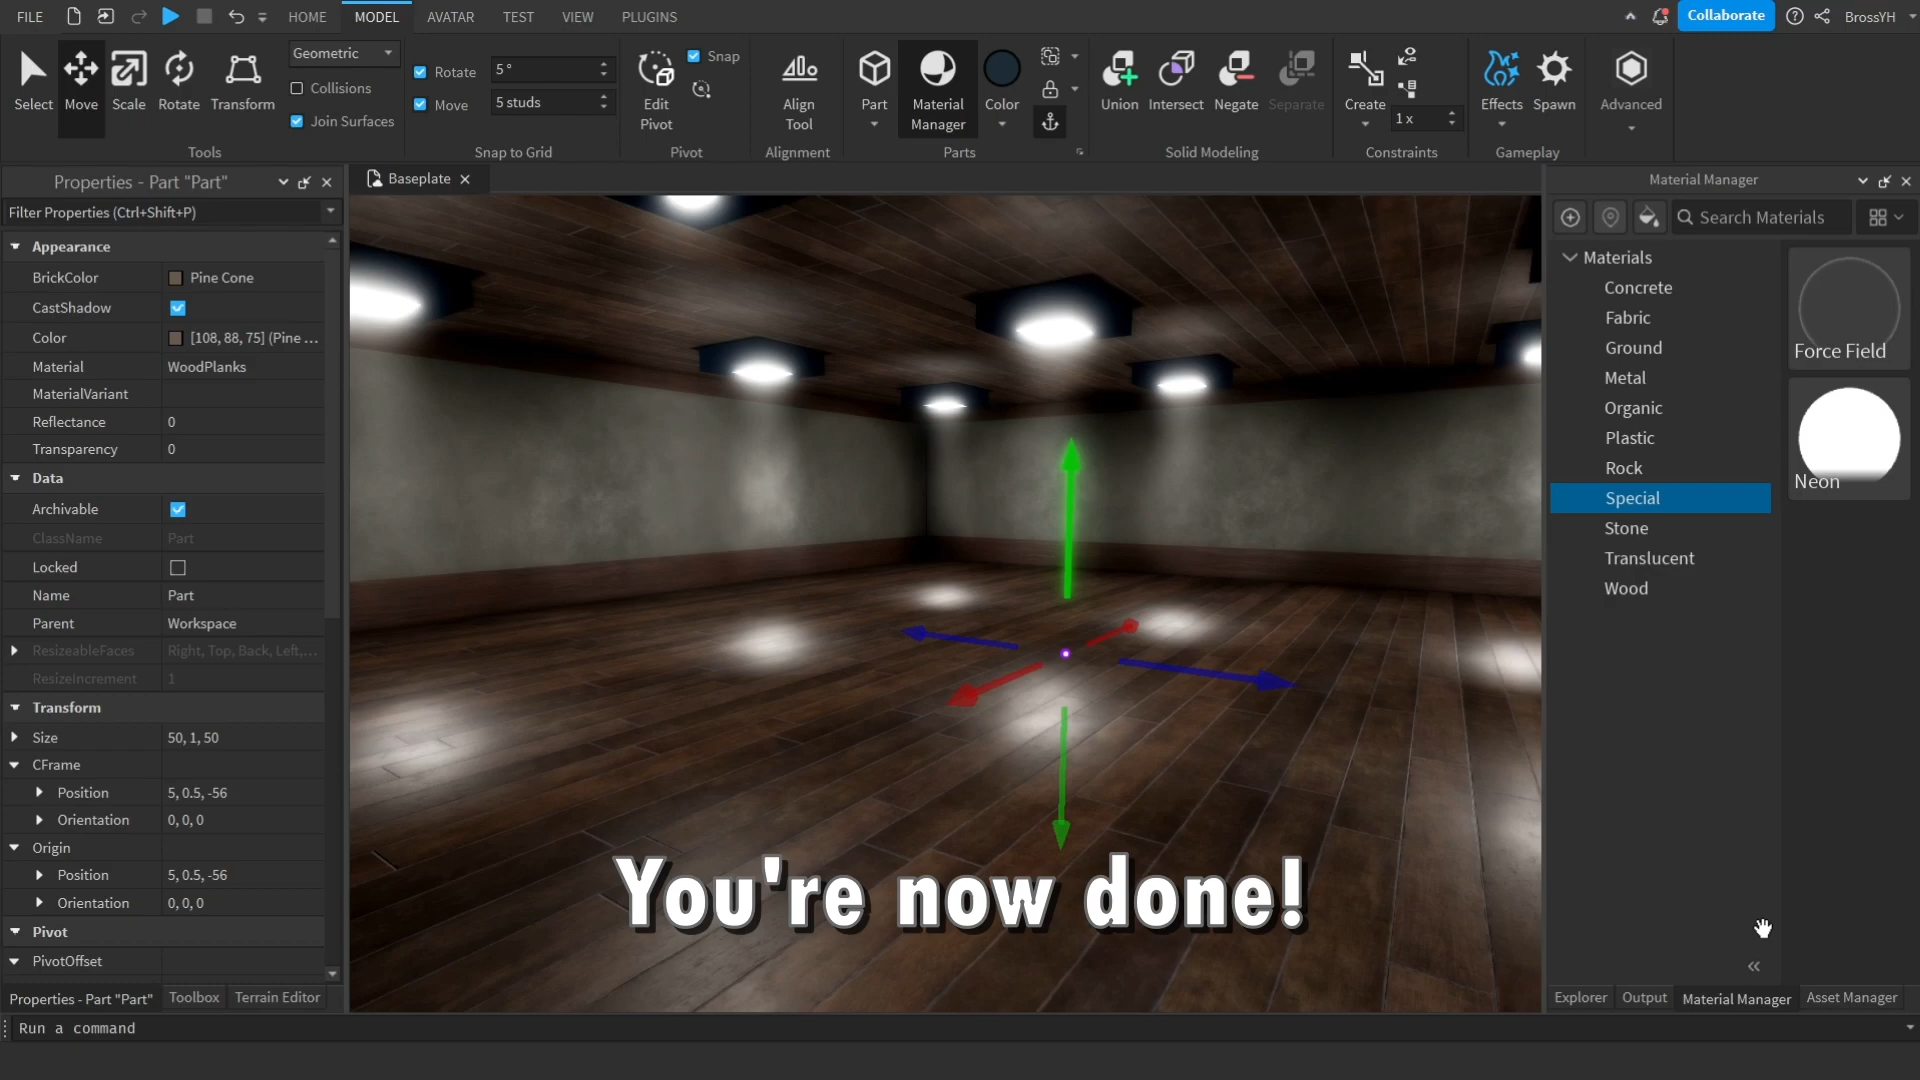 FILE HOME MODEL AVATAR TEST VIEW PLUGINS Collaborate BrossYH
Select Move Scale Rotate Transform
Geometric
Collisions
Join Surfaces
Tools
Rotate 5 °
Move 5 studs
Snap to Grid
Edit
Pivot
Snap
Pivot
Align
Tool
Alignment
Part
Material
Manager
Color
Parts
Union Intersect Negate Separate
Solid Modeling
Create
1 x
Constraints
Effects Spawn
Gameplay
Advanced
Properties - Part "Part"
Filter Properties (Ctrl+Shift+P)
Appearance
BrickColor Pine Cone
CastShadow
Color [108, 88, 75] (Pine ...
Material WoodPlanks
MaterialVariant
Reflectance 0
Transparency 0
Data
Archivable
ClassName Part
Locked
Name Part
Parent Workspace
ResizeableFaces Right, Top, Back, Left,...
ResizeIncrement 1
Transform
Size 50, 1, 50
CFrame
Position 5, 0.5, -56
Orientation 0, 0, 0
Origin
Position 5, 0.5, -56
Orientation 0, 0, 0
Pivot
PivotOffset
Properties - Part "Part" Toolbox Terrain Editor
Run a command
Baseplate
You're now done!
Material Manager
Search Materials
Materials
Concrete
Fabric
Ground
Metal
Organic
Plastic
Rock
Special
Stone
Translucent
Wood
Force Field
Neon
Explorer Output Material Manager Asset Manager